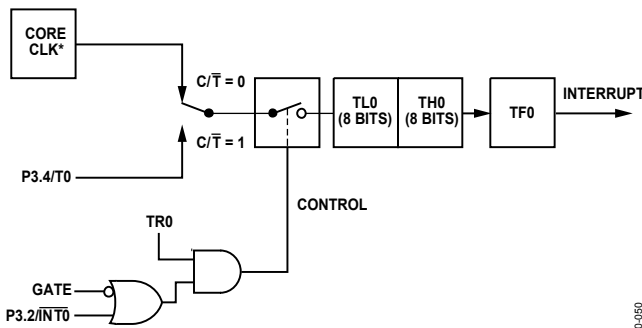 CORE
CLK*
C/T̅ = 0
C/T̅ = 1
P3.4/T0
TL0
(8 BITS)
TH0
(8 BITS)
TF0
INTERRUPT
CONTROL
TR0
GATE
P3.2/I̅N̅T̅0̅